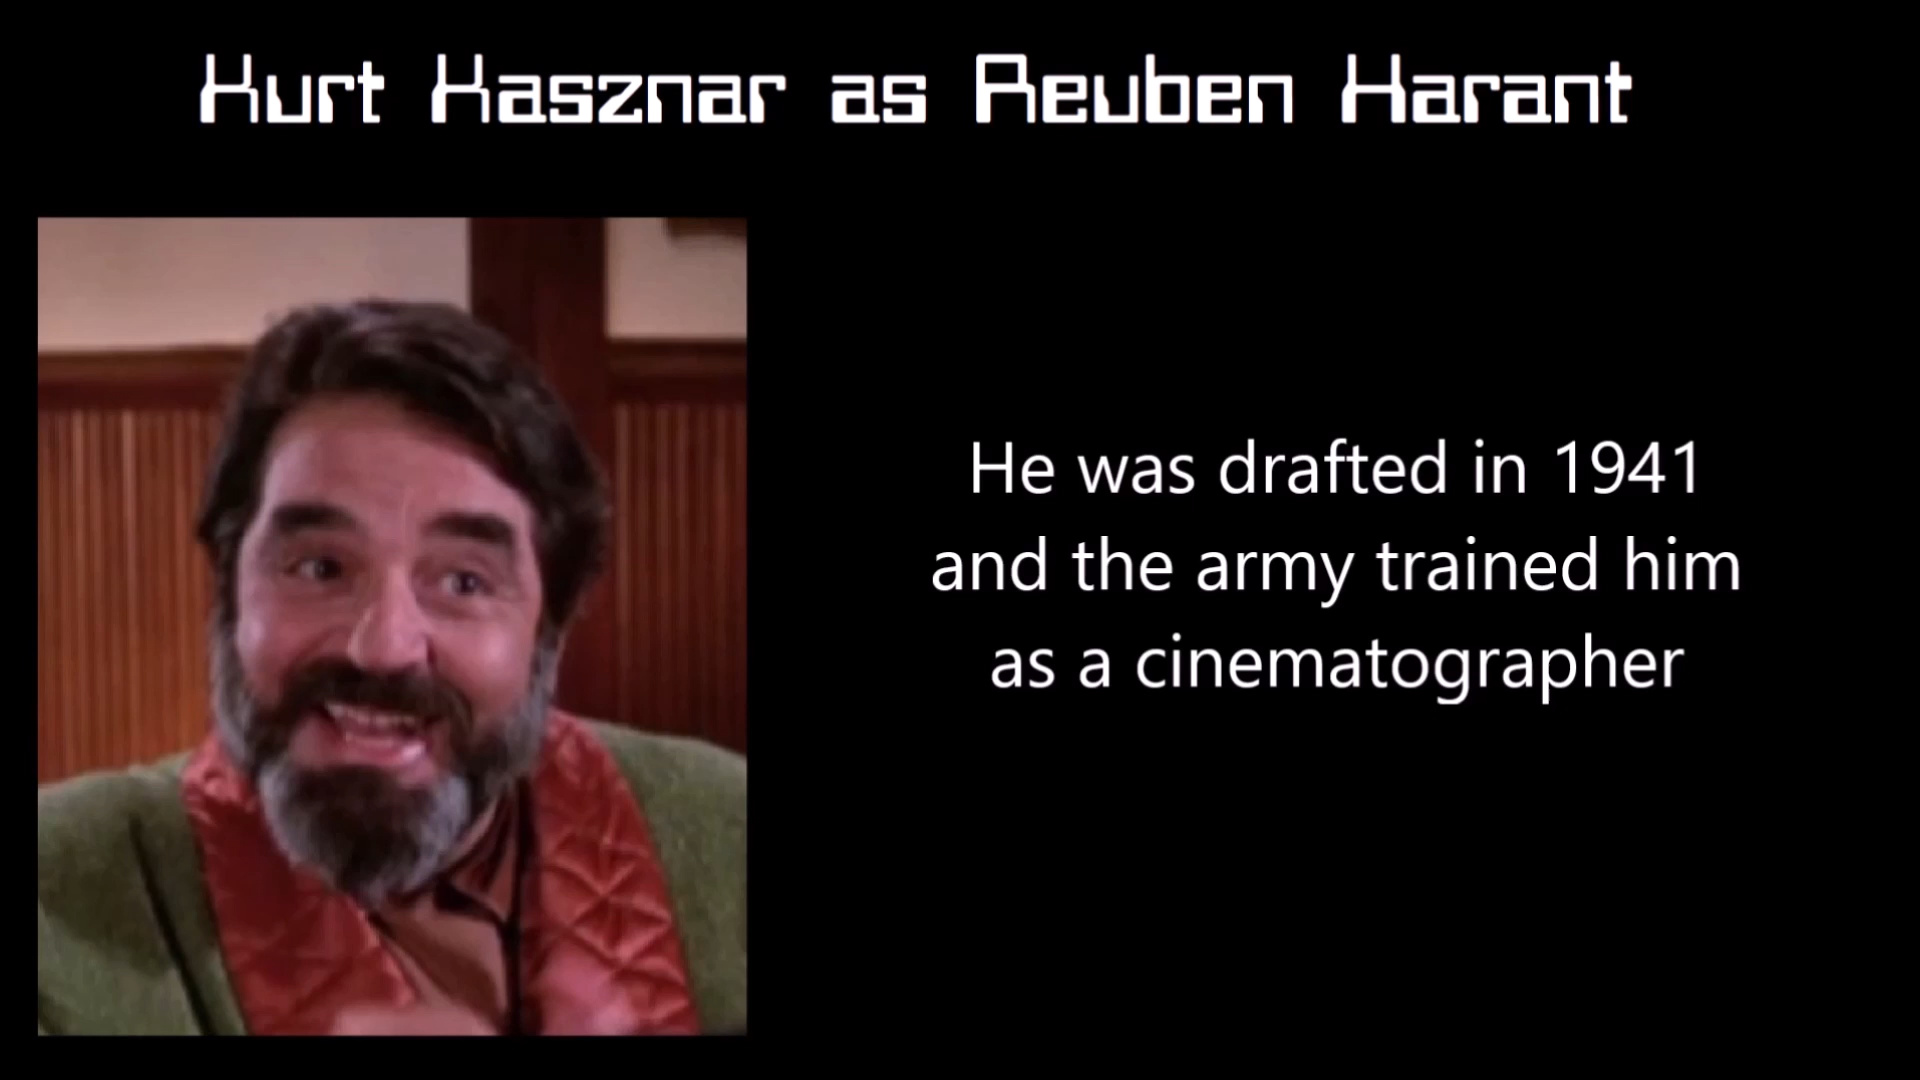 Kurt Kasznar as Reuben Harant
He was drafted in 1941
and the army trained him
as a cinematographer